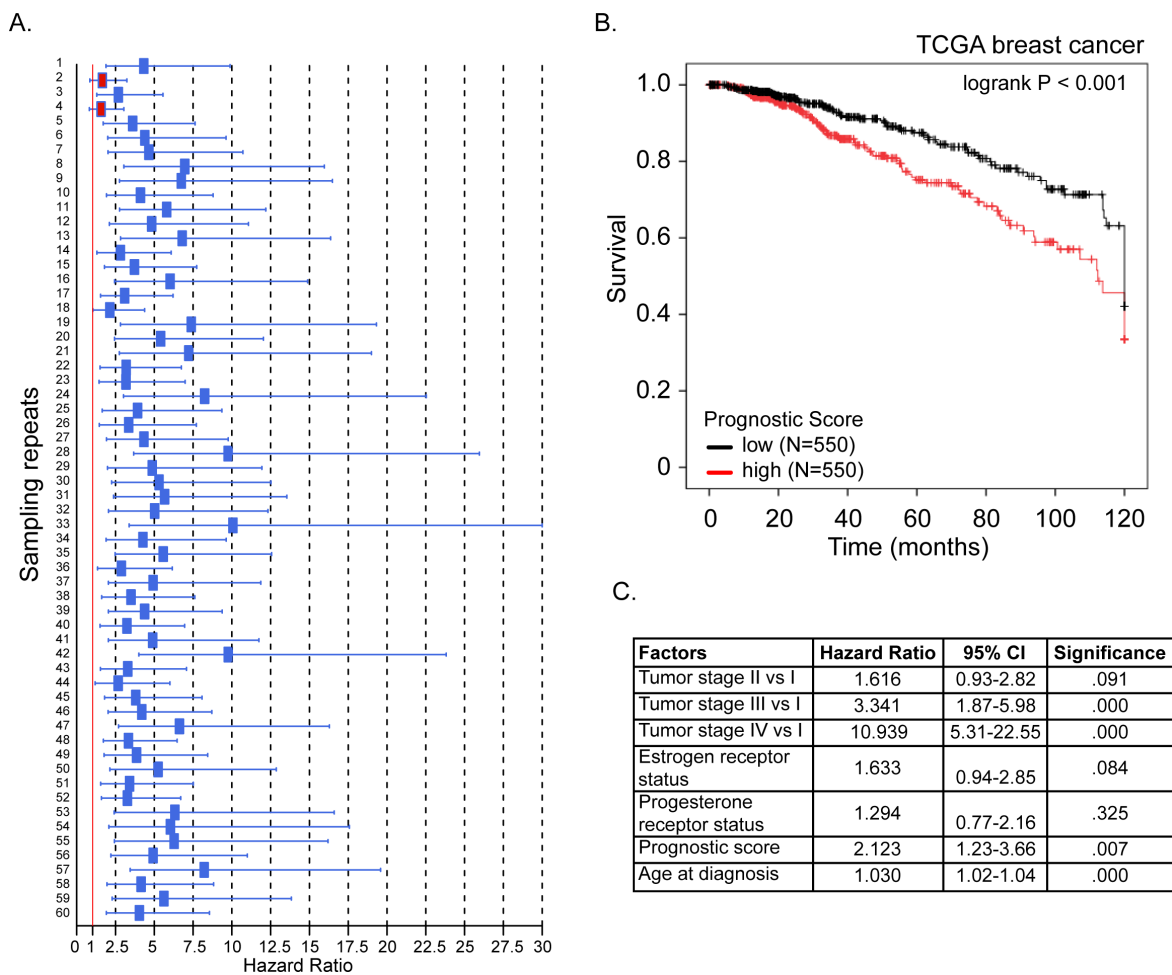 A.
1
2
3
4
5
6
7
8
9
10
11
12
13
14
15
16
17
18
19
20
21
22
23
24
25
26
27
28
29
30
31
32
33
34
35
36
37
38
39
40
41
42
43
44
45
46
47
48
49
50
51
52
53
54
55
56
57
58
59
60
Sampling repeats
0 1 2.5 5 7.5 10 12.5 15 17.5 20 22.5 25 27.5 30
Hazard Ratio
B.
TCGA breast cancer
logrank P < 0.001
1.0
0.8
0.6
0.4
0.2
0
Survival
Prognostic Score
low (N=550)
high (N=550)
0 20 40 60 80 100 120
Time (months)
C.
Factors Hazard Ratio 95% CI Significance
Tumor stage II vs I 1.616 0.93-2.82 .091
Tumor stage III vs I 3.341 1.87-5.98 .000
Tumor stage IV vs I 10.939 5.31-22.55 .000
Estrogen receptor
status 1.633 0.94-2.85 .084
Progesterone
receptor status 1.294 0.77-2.16 .325
Prognostic score 2.123 1.23-3.66 .007
Age at diagnosis 1.030 1.02-1.04 .000